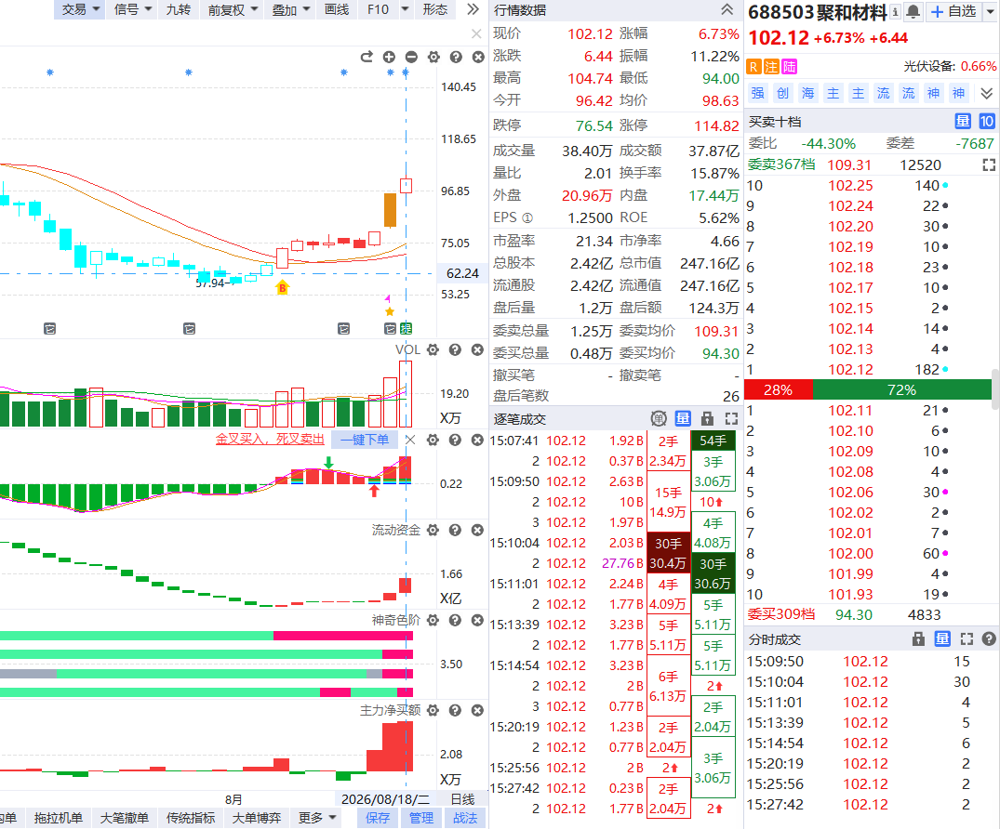 交易 信号 九转 前复权 叠加 画线 F10 形态
140.45
118.65
96.85
75.05
62.24
53.25
57.94
B
VOL
19.20
X万
金叉买入，死叉卖出 一键下单
0.22
流动资金
1.66
X亿
神奇色阶
3.50
主力净买额
2.08
X万
8月 2026/08/18/二 日线
拖拉机单 大笔撤单 传统指标 大单博弈 更多 保存 管理 战法
行情数据
现价 102.12 涨幅 6.73%
涨跌 6.44 振幅 11.22%
最高 104.74 最低 94.00
今开 96.42 均价 98.63
跌停 76.54 涨停 114.82
成交量 38.40万 成交额 37.87亿
量比 2.01 换手率 15.87%
外盘 20.96万 内盘 17.44万
EPS ① 1.2500 ROE 5.62%
市盈率 21.34 市净率 4.66
总股本 2.42亿 总市值 247.16亿
流通股 2.42亿 流通值 247.16亿
盘后量 1.2万 盘后额 124.3万
委卖总量 1.25万 委卖均价 109.31
委买总量 0.48万 委买均价 94.30
撤买笔 - 撤卖笔 -
盘后笔数 26
逐笔成交 单 量
15:07:41 102.12 1.92B
2 102.12 0.37B
15:09:50 102.12 2.63B
2 102.12 10B
3 102.12 1.97B
15:10:04 102.12 2.03B
2 102.12 27.76B
15:11:01 102.12 2.24B
2 102.12 1.77B
15:13:39 102.12 3.23B
2 102.12 1.77B
15:14:54 102.12 3.23B
2 102.12 2B
3 102.12 0.77B
15:20:19 102.12 1.23B
2 102.12 0.77B
15:25:56 102.12 2B
15:27:42 102.12 0.23B
2 102.12 1.77B
2手
2.34万
15手
14.9万
30手
30.4万
4手
4.09万
5手
5.11万
6手
6.13万
2手
2.04万
2
2手
2.04万
54手
3手
3.06万
10
4手
4.08万
30手
30.6万
5手
5.11万
5手
5.11万
2
2手
2.04万
3手
3.06万
2
688503 聚和材料 自选
102.12 +6.73% +6.44
R 注 陆 光伏设备: 0.66%
强 创 海 主 主 流 流 神 神
买卖十档 量 10
委比 -44.30% 委差 -7687
委卖367档 109.31 12520
10 102.25 140
9 102.24 22
8 102.20 30
7 102.19 10
6 102.18 23
5 102.17 10
4 102.15 2
3 102.14 14
2 102.13 4
1 102.12 182
28% 72%
1 102.11 21
2 102.10 6
3 102.09 10
4 102.08 4
5 102.06 30
6 102.02 2
7 102.01 7
8 102.00 60
9 101.99 4
10 101.93 19
委买309档 94.30 4833
分时成交 量
15:09:50 102.12 15
15:10:04 102.12 30
15:11:01 102.12 4
15:13:39 102.12 5
15:14:54 102.12 6
15:20:19 102.12 2
15:25:56 102.12 2
15:27:42 102.12 2